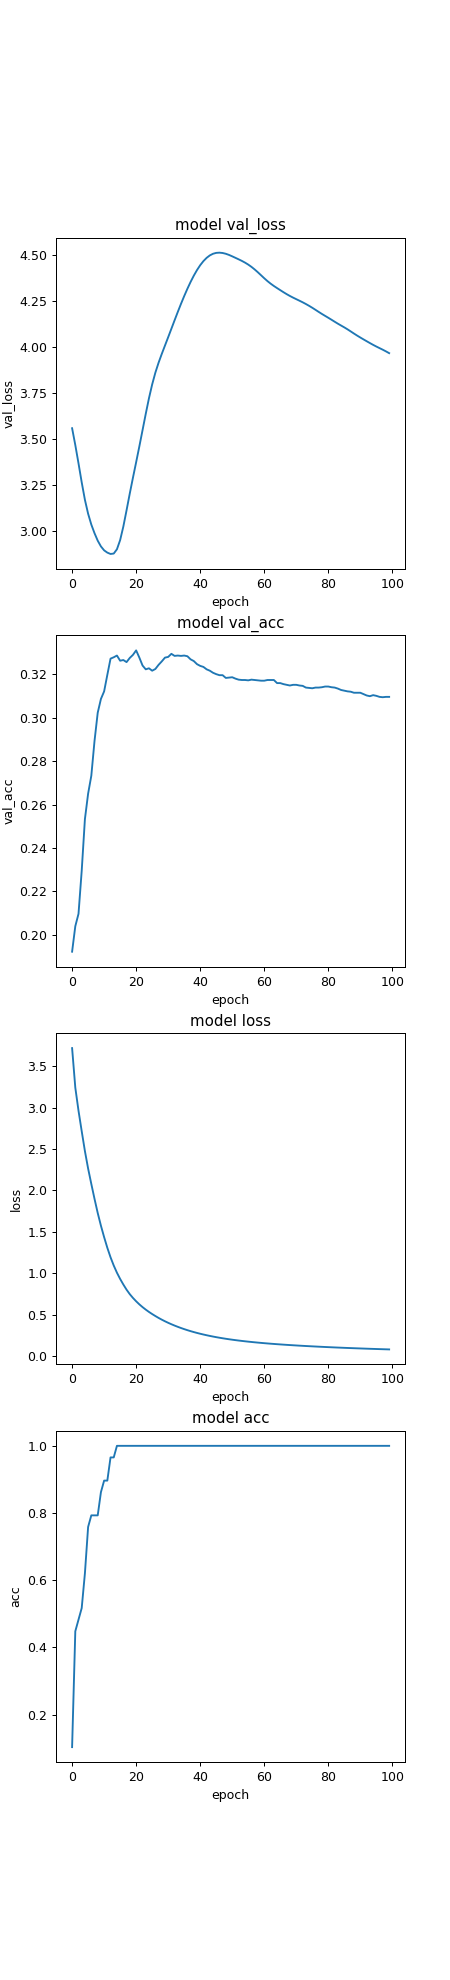 model val_loss
4.50
4.25
4.00
3.75
3.50
3.25
3.00
val_loss
0 20 40 60 80 100
epoch
model val_acc
0.32
0.30
0.28
0.26
0.24
0.22
0.20
val_acc
0 20 40 60 80 100
epoch
model loss
3.5
3.0
2.5
2.0
1.5
1.0
0.5
0.0
loss
0 20 40 60 80 100
epoch
model acc
1.0
0.8
0.6
0.4
0.2
acc
0 20 40 60 80 100
epoch